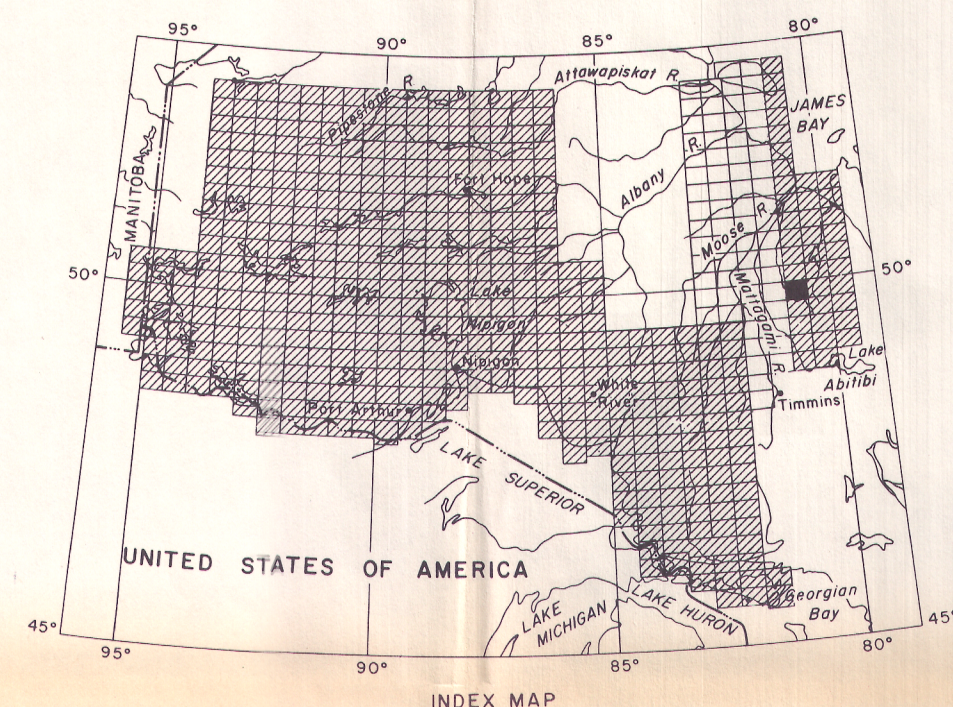 95°
90°
85°
80°
Attawapiskat R.
Pipestone R.
JAMES
BAY
MANITOBA
Fort Hope
Albany R.
Moose R.
50°
50°
Lake
Nipigon
Mattagami R.
Nipigon
Lake
Abitibi
White
River
Timmins
Port Arthur
LAKE SUPERIOR
UNITED STATES OF AMERICA
LAKE
MICHIGAN
LAKE HURON
Georgian
Bay
45°
45°
95°
90°
85°
80°
INDEX MAP